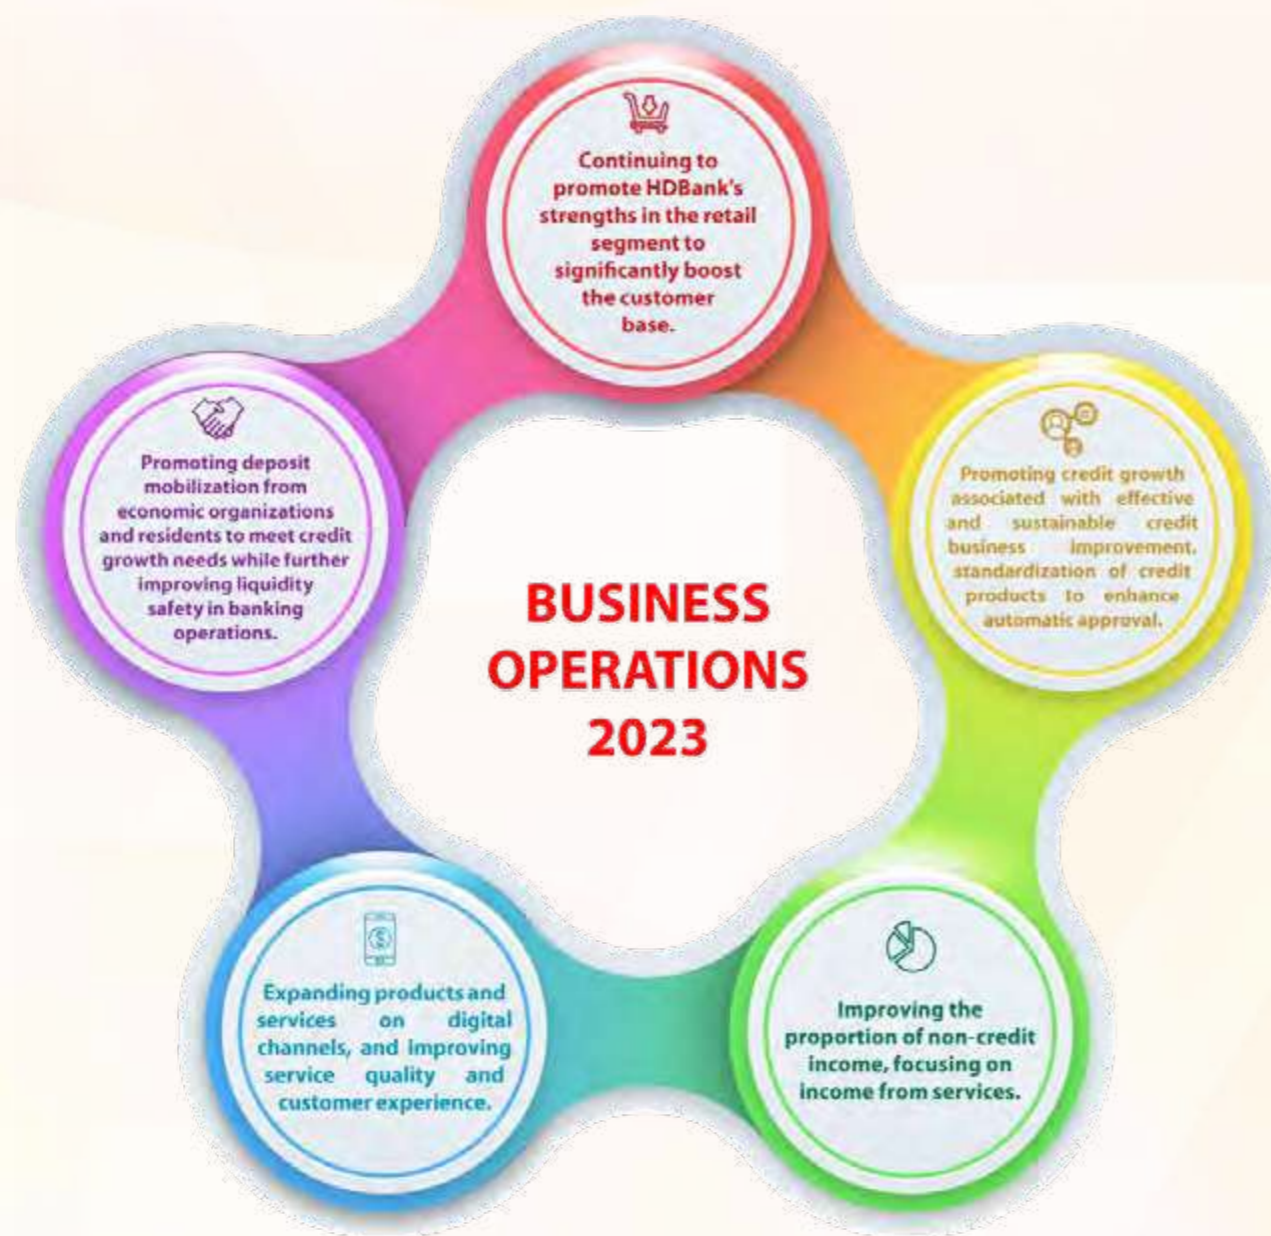 Continuing to
promote HDBank's
strengths in the retail
segment to
significantly boost
the customer
base.
Promoting deposit
mobilization from
economic organizations
and residents to meet credit
growth needs while further
improving liquidity
safety in banking
operations.
Promoting credit growth
associated with effective
and sustainable credit
business improvement,
standardization of credit
products to enhance
automatic approval.
BUSINESS
OPERATIONS
2023
Expanding products and
services on digital
channels, and improving
service quality and
customer experience.
Improving the
proportion of non-credit
income, focusing on
income from services.